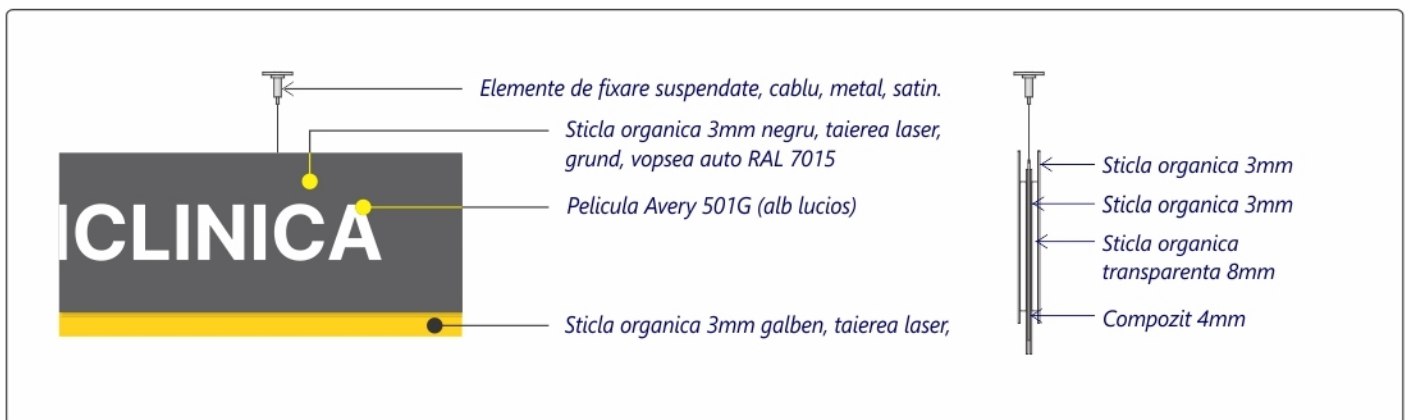 Elemente de fixare suspendate, cablu, metal, satin.
Sticla organica 3mm negru, taierea laser,
grund, vopsea auto RAL 7015
Pelicula Avery 501G (alb lucios)
ICLINICA
Sticla organica 3mm galben, taierea laser,
Sticla organica 3mm
Sticla organica 3mm
Sticla organica
transparenta 8mm
Compozit 4mm